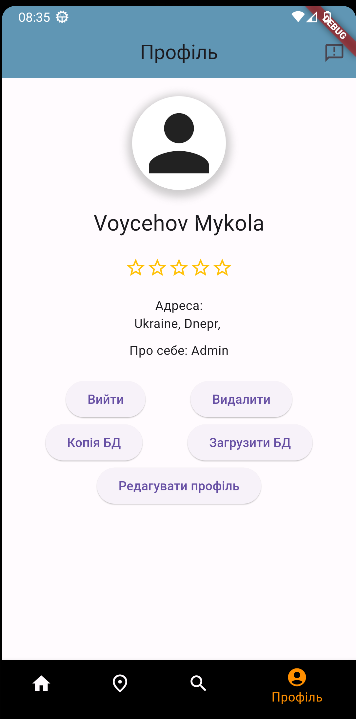 08:35
DEBUG
Профіль
Voycehov Mykola
Адреса:
Ukraine, Dnepr,
Про себе: Admin
Вийти Видалити
Копія БД Загрузити БД
Редагувати профіль
Профіль